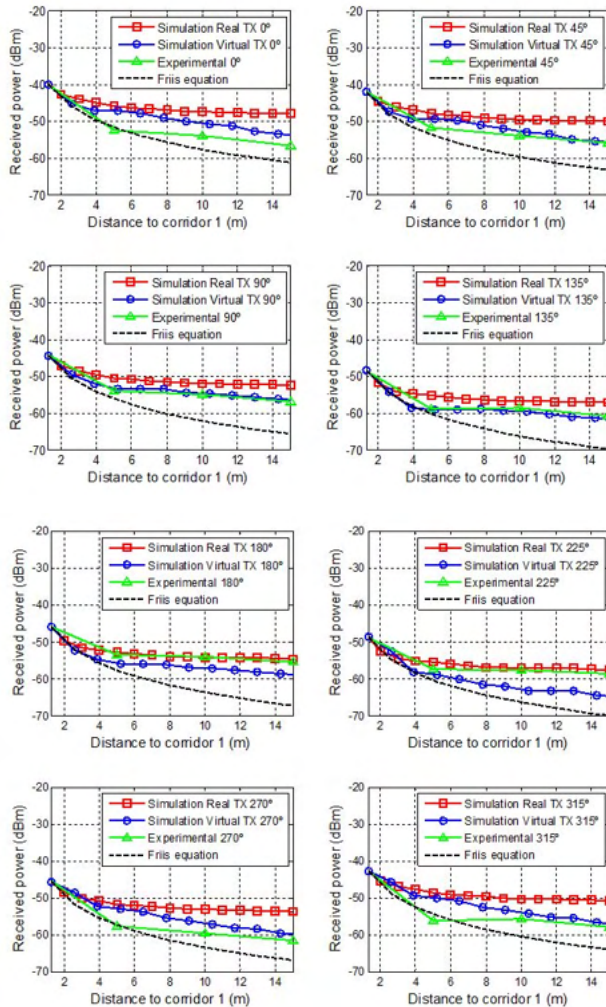 -20
Simulation Real TX 0º
Simulation Virtual TX 0º
Experimental 0º
Friis equation
-30
-40
-50
-60
-70
Received power (dBm)
2 4 6 8 10 12 14
Distance to corridor 1 (m)
-20
Simulation Real TX 45º
Simulation Virtual TX 45º
Experimental 45º
Friis equation
-30
-40
-50
-60
-70
Received power (dBm)
2 4 6 8 10 12 14
Distance to corridor 1 (m)
-20
Simulation Real TX 90º
Simulation Virtual TX 90º
Experimental 90º
Friis equation
-30
-40
-50
-60
-70
Received power (dBm)
2 4 6 8 10 12 14
Distance to corridor 1 (m)
-20
Simulation Real TX 135º
Simulation Virtual TX 135º
Experimental 135º
Friis equation
-30
-40
-50
-60
-70
Received power (dBm)
2 4 6 8 10 12 14
Distance to corridor 1 (m)
-20
Simulation Real TX 180º
Simulation Virtual TX 180º
Experimental 180º
Friis equation
-30
-40
-50
-60
-70
Received power (dBm)
2 4 6 8 10 12 14
Distance to corridor 1 (m)
-20
Simulation Real TX 225º
Simulation Virtual TX 225º
Experimental 225º
Friis equation
-30
-40
-50
-60
-70
Received power (dBm)
2 4 6 8 10 12 14
Distance to corridor 1 (m)
-20
Simulation Real TX 270º
Simulation Virtual TX 270º
Experimental 270º
Friis equation
-30
-40
-50
-60
-70
Received power (dBm)
2 4 6 8 10 12 14
Distance to corridor 1 (m)
-20
Simulation Real TX 315º
Simulation Virtual TX 315º
Experimental 315º
Friis equation
-30
-40
-50
-60
-70
Received power (dBm)
2 4 6 8 10 12 14
Distance to corridor 1 (m)